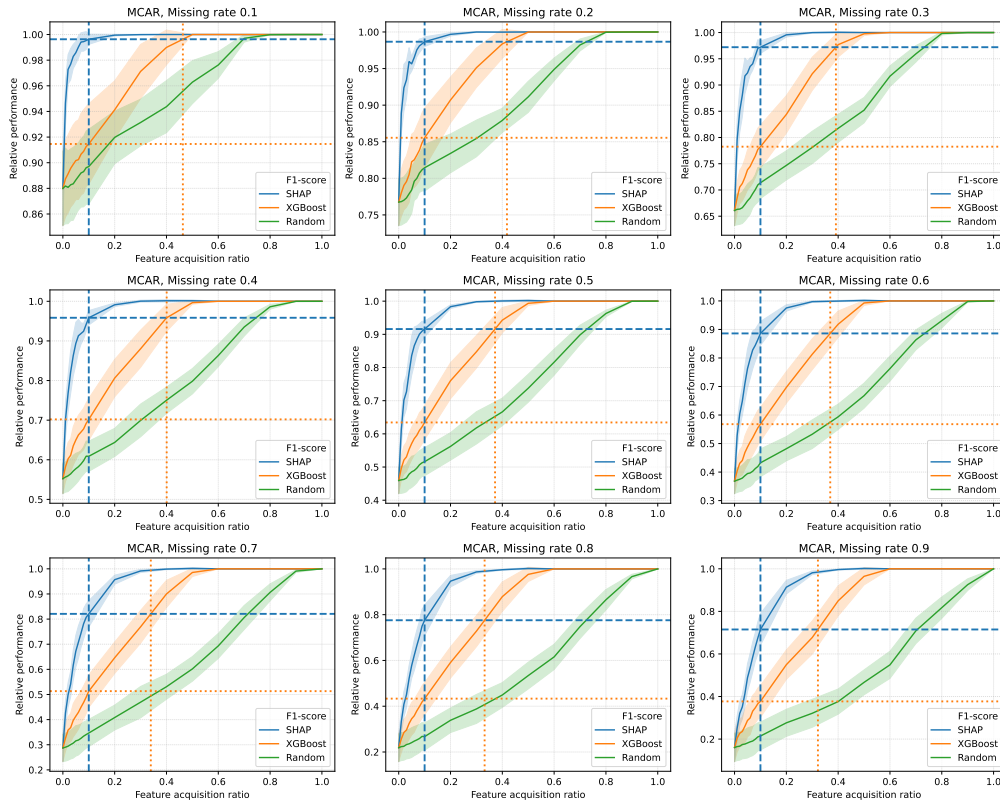 MCAR, Missing rate 0.1
Relative performance
1.00
0.98
0.96
0.94
0.92
0.90
0.88
0.86
F1-score
SHAP
XGBoost
Random
0.0 0.2 0.4 0.6 0.8 1.0
Feature acquisition ratio
MCAR, Missing rate 0.2
Relative performance
1.00
0.95
0.90
0.85
0.80
0.75
F1-score
SHAP
XGBoost
Random
0.0 0.2 0.4 0.6 0.8 1.0
Feature acquisition ratio
MCAR, Missing rate 0.3
Relative performance
1.00
0.95
0.90
0.85
0.80
0.75
0.70
0.65
F1-score
SHAP
XGBoost
Random
0.0 0.2 0.4 0.6 0.8 1.0
Feature acquisition ratio
MCAR, Missing rate 0.4
Relative performance
1.0
0.9
0.8
0.7
0.6
0.5
F1-score
SHAP
XGBoost
Random
0.0 0.2 0.4 0.6 0.8 1.0
Feature acquisition ratio
MCAR, Missing rate 0.5
Relative performance
1.0
0.9
0.8
0.7
0.6
0.5
0.4
F1-score
SHAP
XGBoost
Random
0.0 0.2 0.4 0.6 0.8 1.0
Feature acquisition ratio
MCAR, Missing rate 0.6
Relative performance
1.0
0.9
0.8
0.7
0.6
0.5
0.4
0.3
F1-score
SHAP
XGBoost
Random
0.0 0.2 0.4 0.6 0.8 1.0
Feature acquisition ratio
MCAR, Missing rate 0.7
Relative performance
1.0
0.9
0.8
0.7
0.6
0.5
0.4
0.3
0.2
F1-score
SHAP
XGBoost
Random
0.0 0.2 0.4 0.6 0.8 1.0
Feature acquisition ratio
MCAR, Missing rate 0.8
Relative performance
1.0
0.8
0.6
0.4
0.2
F1-score
SHAP
XGBoost
Random
0.0 0.2 0.4 0.6 0.8 1.0
Feature acquisition ratio
MCAR, Missing rate 0.9
Relative performance
1.0
0.8
0.6
0.4
0.2
F1-score
SHAP
XGBoost
Random
0.0 0.2 0.4 0.6 0.8 1.0
Feature acquisition ratio